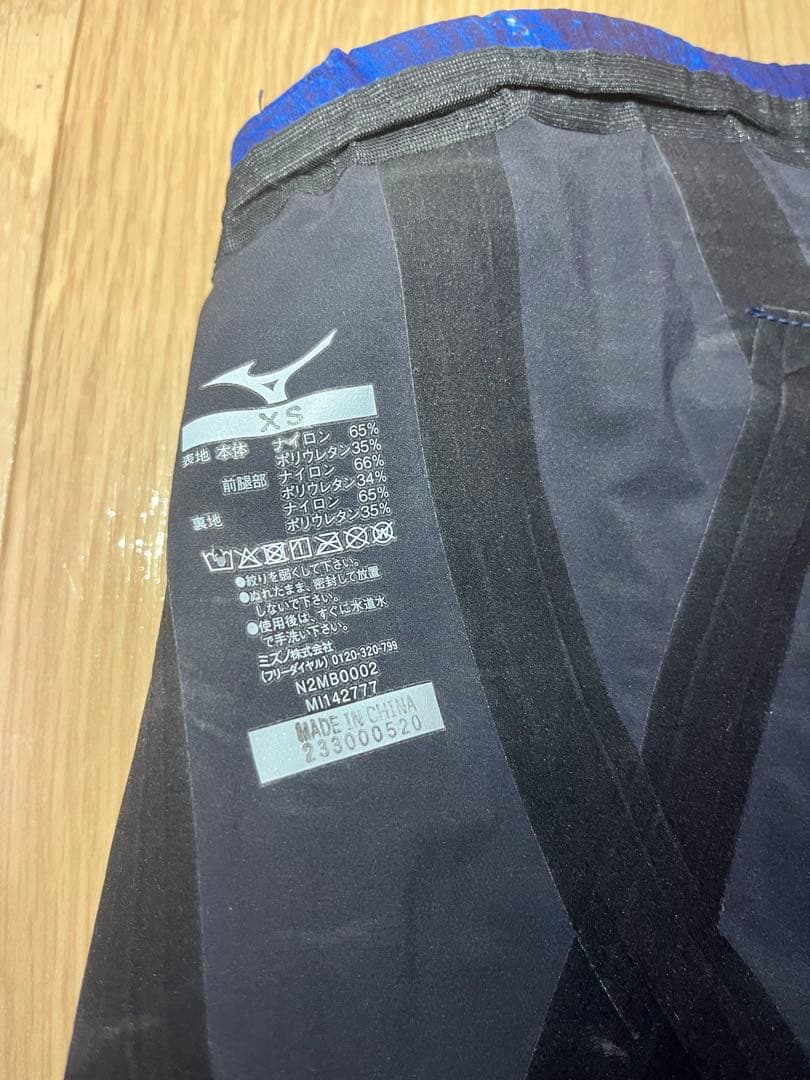 XS
表地 本体 ナイロン 65%
ポリウレタン35%
前腿部 ナイロン 66%
ポリウレタン34%
裏地 ナイロン 65%
ポリウレタン35%
●絞りを弱くして下さい。
●ぬれたまま、密封して放置
しないで下さい。
●使用後は、すぐに水道水
で手洗い下さい。
ミズノ株式会社
(フリーダイヤル) 0120-320-799
N2MB0002
MI142777
MADE IN CHINA
233000520